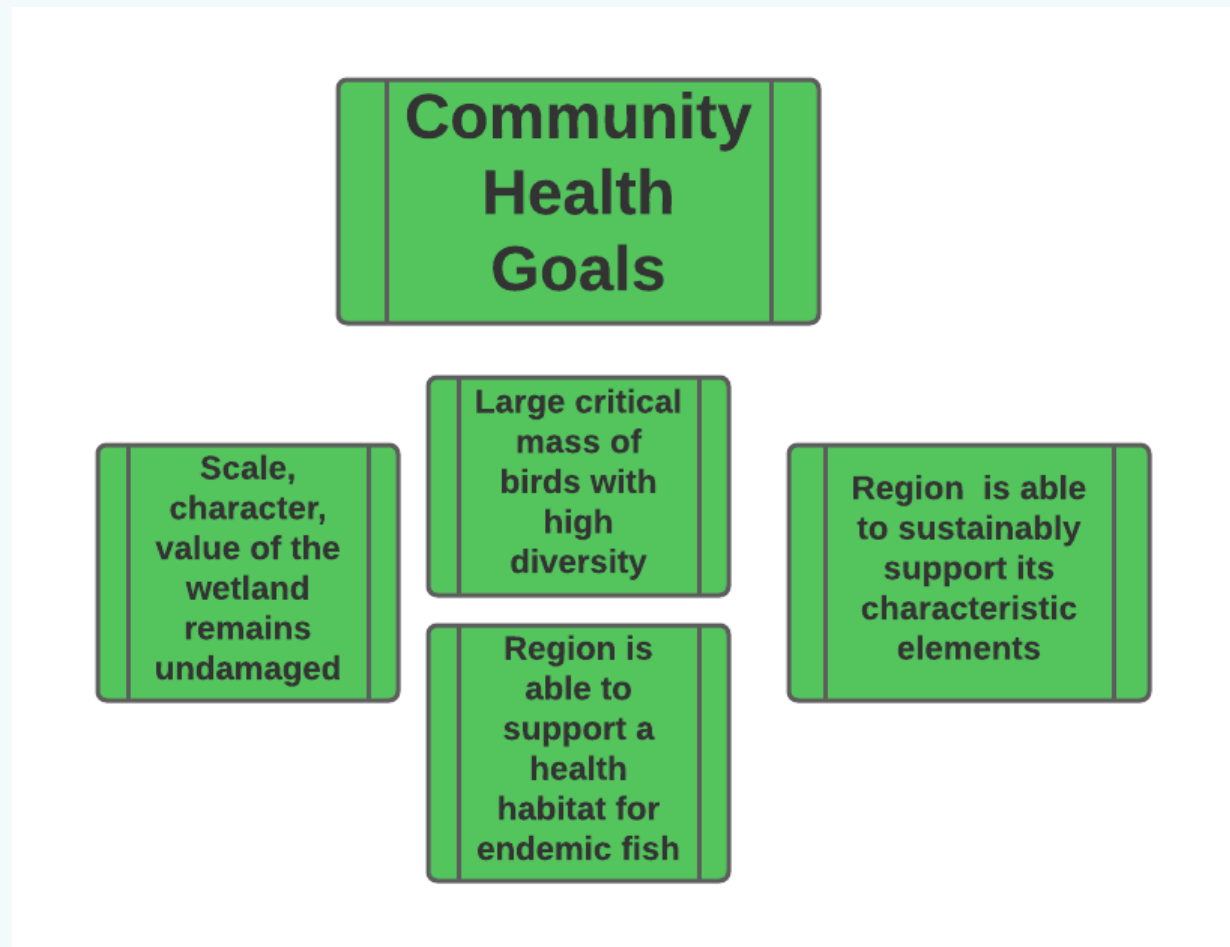 Community
Health
Goals
Scale,
character,
value of the
wetland
remains
undamaged
Large critical
mass of
birds with
high
diversity
Region is
able to
support a
health
habitat for
endemic fish
Region  is able
to sustainably
support its
characteristic
elements